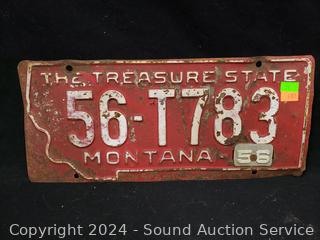 THE TREASURE STATE
56-T783
MONTANA 56
Copyright © 2024 - Sound Auction Service